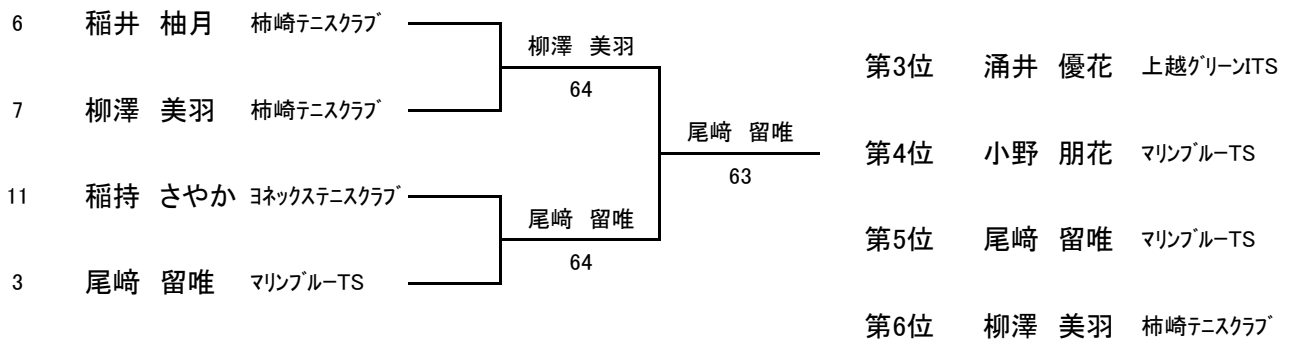 6 稲井 柚月 柿崎テニスクラブ
柳澤 美羽
64
7 柳澤 美羽 柿崎テニスクラブ
尾﨑 留唯
63
11 稲持 さやか ヨネックステニスクラブ
尾﨑 留唯
64
3 尾﨑 留唯 マリンブルーTS
第3位 涌井 優花 上越グリーンITS
第4位 小野 朋花 マリンブルーTS
第5位 尾﨑 留唯 マリンブルーTS
第6位 柳澤 美羽 柿崎テニスクラブ